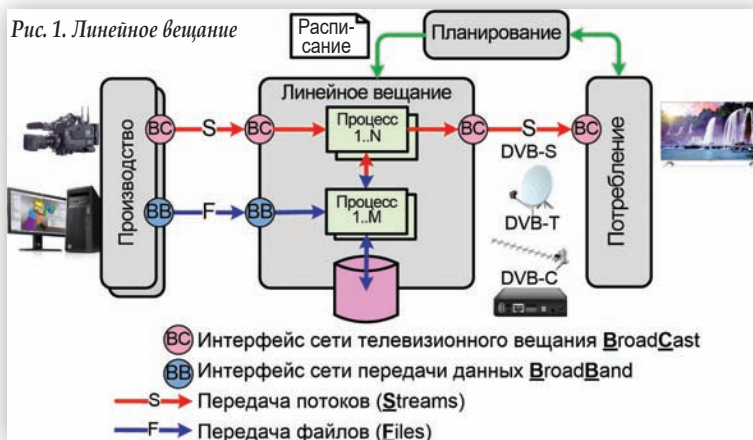 Рис. 1. Линейное вещание
Распи-
сание
Планирование
Производство
BC
S
BC
BB
F
BB
Линейное вещание
Процесс
1..N
Процесс
1..M
BC
S
BC
DVB-S
DVB-T
DVB-C
Потребление
BC Интерфейс сети телевизионного вещания BroadCast
BB Интерфейс сети передачи данных BroadBand
S Передача потоков (Streams)
F Передача файлов (Files)